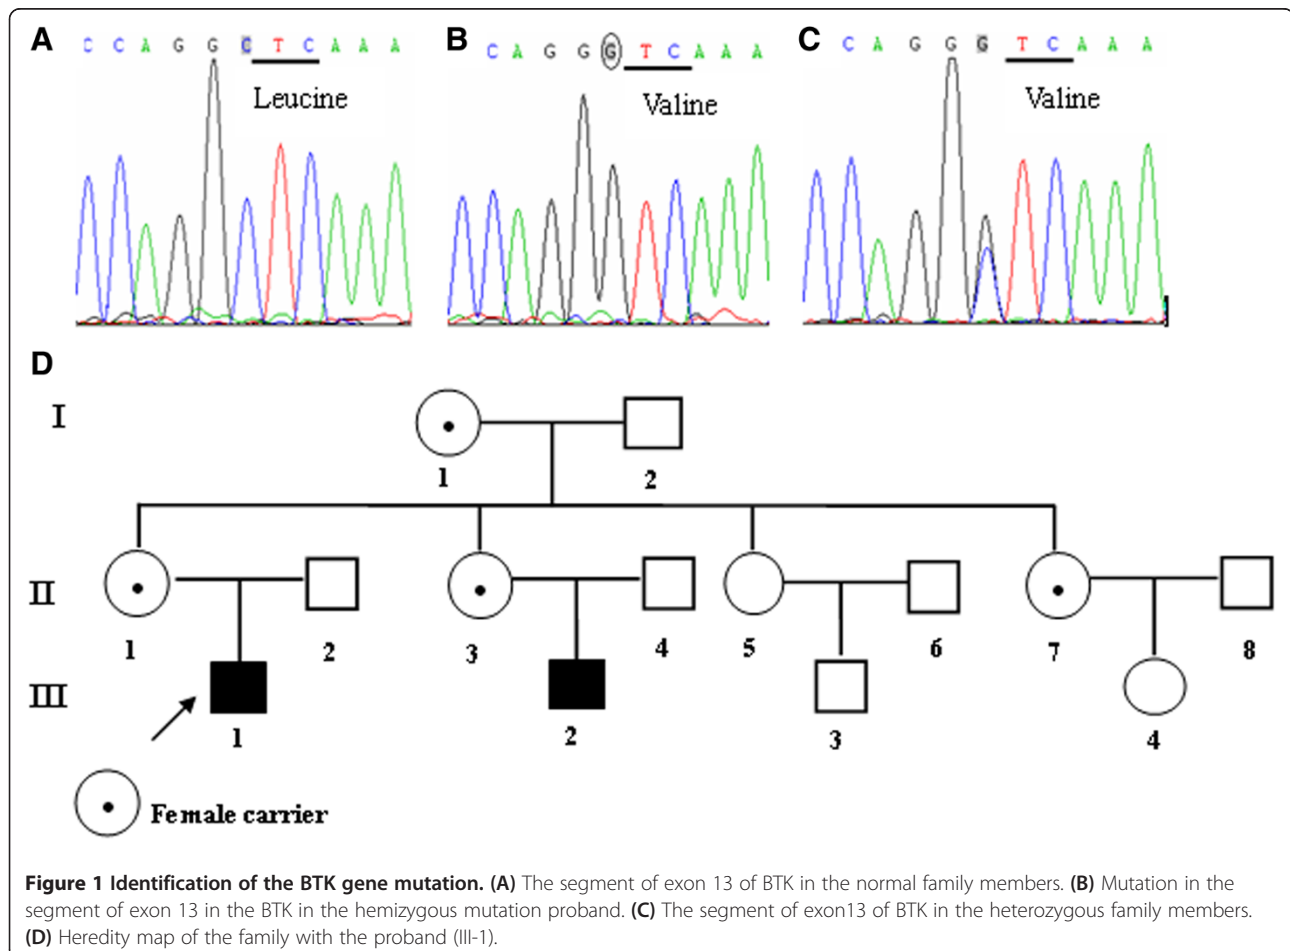 A C C A G G C T C A A A B C A G G G T C A A A C C A G G G T C A A A
Leucine Valine Valine
D
I
1 2
II
1 2 3 4 5 6 7 8
III
1 2 3 4
Female carrier
Figure 1 Identification of the BTK gene mutation. (A) The segment of exon 13 of BTK in the normal family members. (B) Mutation in the
segment of exon 13 in the BTK in the hemizygous mutation proband. (C) The segment of exon13 of BTK in the heterozygous family members.
(D) Heredity map of the family with the proband (III-1).